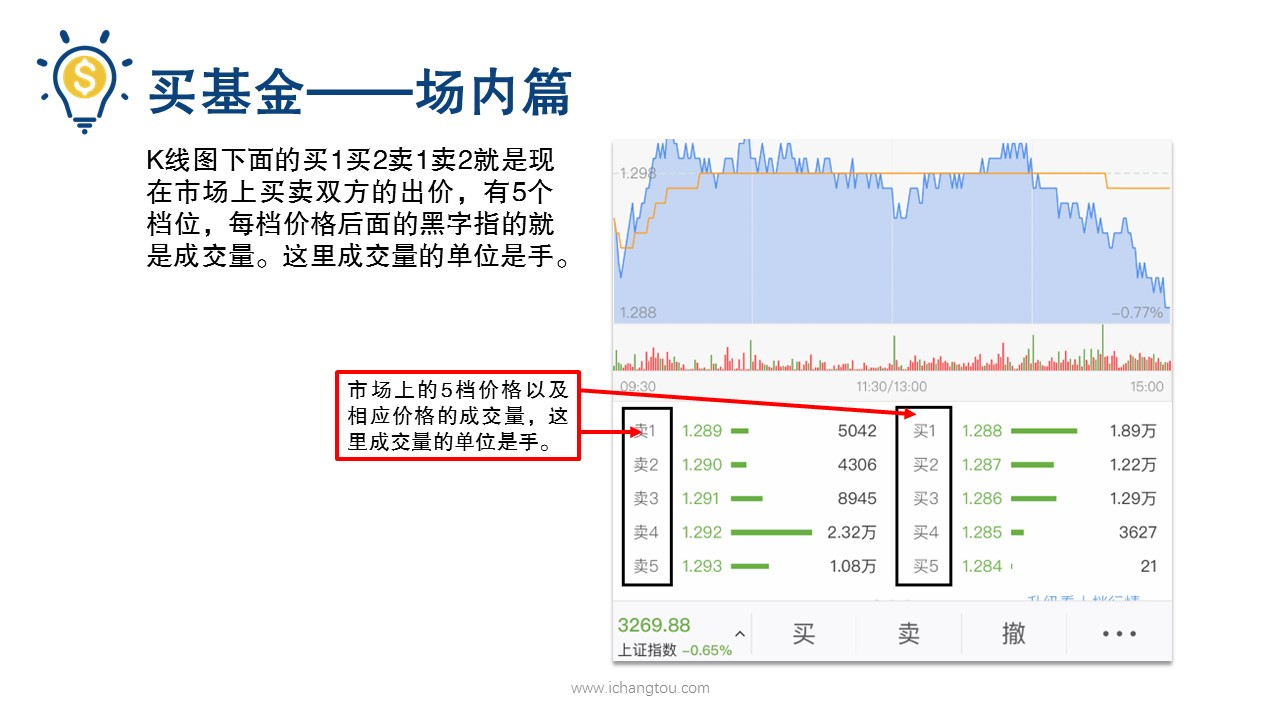 买基金——场内篇
K线图下面的买1买2卖1卖2就是现
在市场上买卖双方的出价，有5个
档位，每档价格后面的黑字指的就
是成交量。这里成交量的单位是手。
1.298
1.288
-0.77%
09:30
11:30/13:00
15:00
市场上的5档价格以及
相应价格的成交量，这
里成交量的单位是手。
卖1 1.289 5042 买1 1.288 1.89万
卖2 1.290 4306 买2 1.287 1.22万
卖3 1.291 8945 买3 1.286 1.29万
卖4 1.292 2.32万 买4 1.285 3627
卖5 1.293 1.08万 买5 1.284 21
3269.88
上证指数 -0.65%
买
卖
撤
www.ichangtou.com